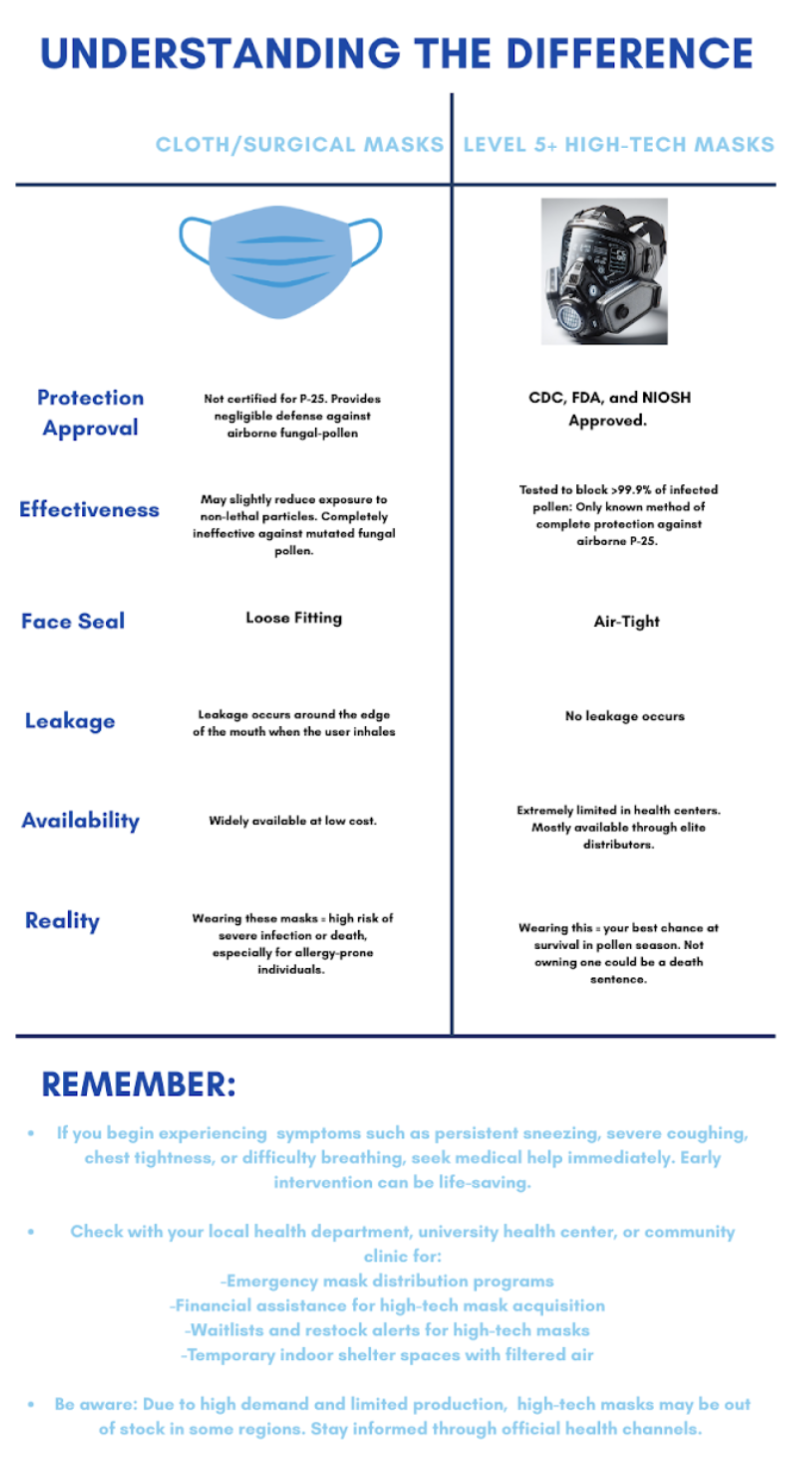 UNDERSTANDING THE DIFFERENCE
CLOTH/SURGICAL MASKS
LEVEL 5+ HIGH-TECH MASKS
Protection
Approval
Not certified for P-25. Provides
negligible defense against
airborne fungal-pollen
CDC, FDA, and NIOSH
Approved.
Effectiveness
May slightly reduce exposure to
non-lethal particles. Completely
ineffective against mutated fungal
pollen.
Tested to block >99.9% of infected
pollen: Only known method of
complete protection against
airborne P-25.
Face Seal
Loose Fitting
Air-Tight
Leakage
Leakage occurs around the edge
of the mouth when the user inhales
No leakage occurs
Availability
Widely available at low cost.
Extremely limited in health centers.
Mostly available through elite
distributors.
Reality
Wearing these masks = high risk of
severe infection or death,
especially for allergy-prone
individuals.
Wearing this = your best chance at
survival in pollen season. Not
owning one could be a death
sentence.
REMEMBER:
• If you begin experiencing symptoms such as persistent sneezing, severe coughing,
chest tightness, or difficulty breathing, seek medical help immediately. Early
intervention can be life-saving.
• Check with your local health department, university health center, or community
clinic for:
-Emergency mask distribution programs
-Financial assistance for high-tech mask acquisition
-Waitlists and restock alerts for high-tech masks
-Temporary indoor shelter spaces with filtered air
• Be aware: Due to high demand and limited production, high-tech masks may be out
of stock in some regions. Stay informed through official health channels.